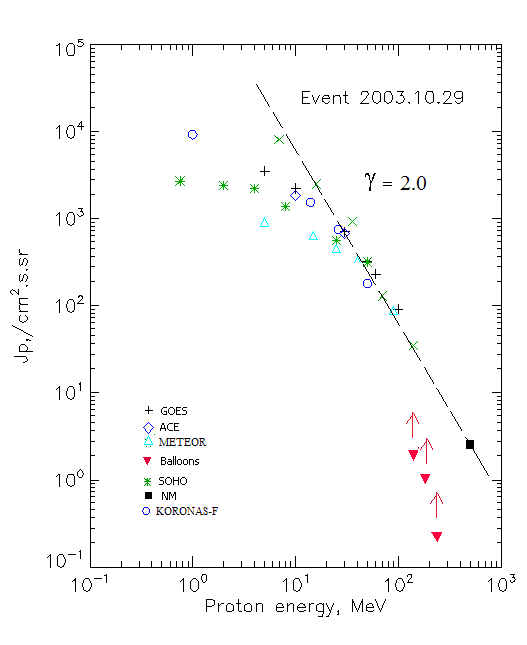 10^5
Event 2003.10.29
10^4
γ = 2.0
10^3
10^2
Jp,/cm^2.s.sr
10^1
GOES
ACE
METEOR
Balloons
SOHO
NM
KORONAS-F
10^0
10^-1
10^-1 10^0 10^1 10^2 10^3
Proton energy, MeV